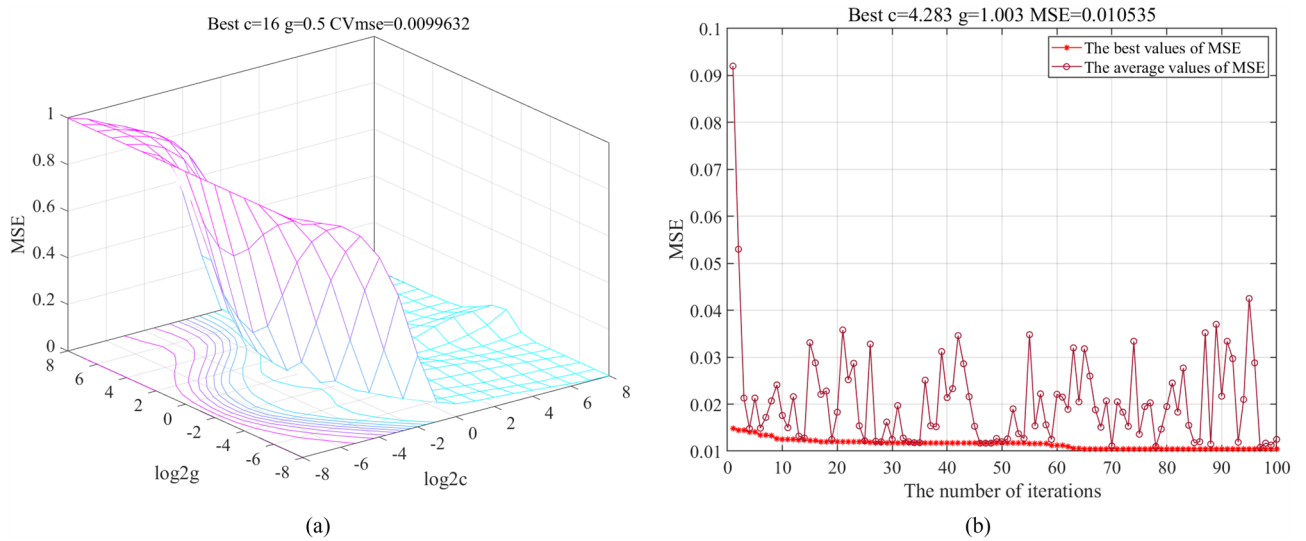 Best c=16 g=0.5 CVmse=0.0099632
1
0.8
0.6
0.4
0.2
0
MSE
8
6
4
2
0
-2
-4
-6
-8
log2g
-8
-6
-4
-2
0
2
4
6
8
log2c
(a)
Best c=4.283 g=1.003 MSE=0.010535
0.1
0.09
0.08
0.07
0.06
0.05
0.04
0.03
0.02
0.01
MSE
The best values of MSE
The average values of MSE
0 10 20 30 40 50 60 70 80 90 100
The number of iterations
(b)